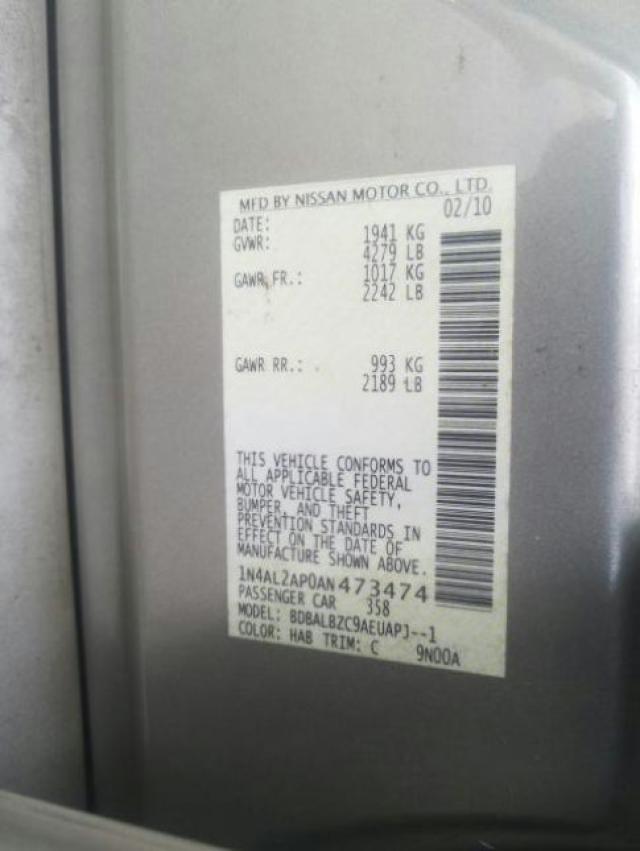 MFD BY NISSAN MOTOR CO., LTD.
DATE: 02/10
GVWR: 1941 KG
4279 LB
GAWR FR.: 1017 KG
2242 LB
GAWR RR.: 993 KG
2189 LB
THIS VEHICLE CONFORMS TO
ALL APPLICABLE FEDERAL
MOTOR VEHICLE SAFETY,
BUMPER, AND THEFT
PREVENTION STANDARDS IN
EFFECT ON THE DATE OF
MANUFACTURE SHOWN ABOVE.
1N4AL2AP0AN473474
PASSENGER CAR 358
MODEL: BDBALBZC9AEUAPJ--1
COLOR: HAB TRIM: C 9N00A